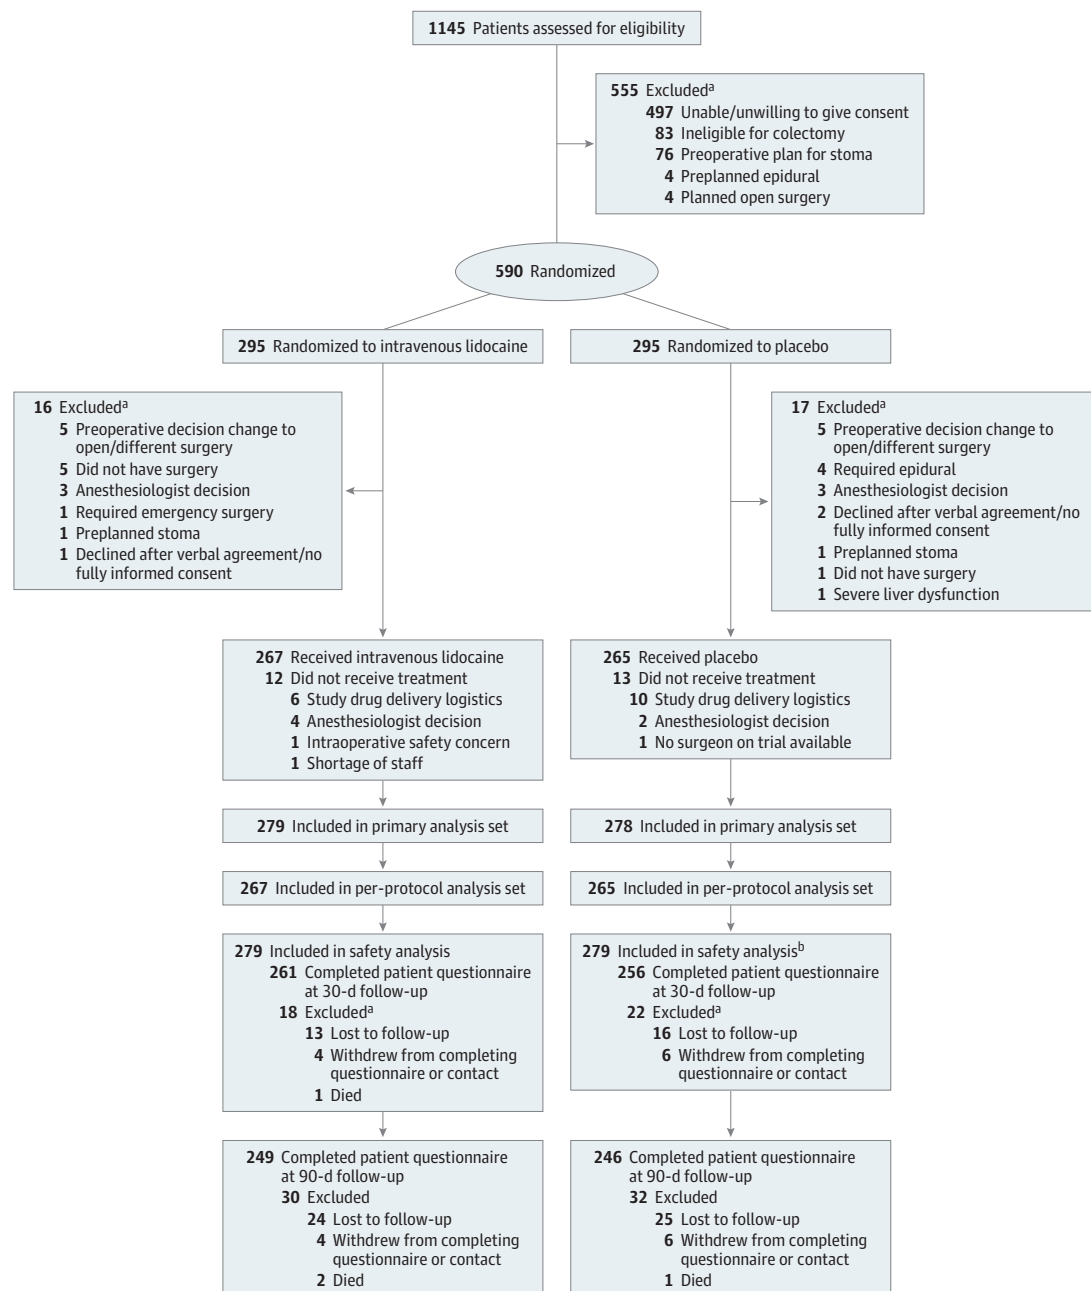 1145 Patients assessed for eligibility
555 Excludedª
497 Unable/unwilling to give consent
83 Ineligible for colectomy
76 Preoperative plan for stoma
4 Preplanned epidural
4 Planned open surgery
590 Randomized
295 Randomized to intravenous lidocaine
295 Randomized to placebo
16 Excludedª
5 Preoperative decision change to
open/different surgery
5 Did not have surgery
3 Anesthesiologist decision
1 Required emergency surgery
1 Preplanned stoma
1 Declined after verbal agreement/no
fully informed consent
17 Excludedª
5 Preoperative decision change to
open/different surgery
4 Required epidural
3 Anesthesiologist decision
2 Declined after verbal agreement/no
fully informed consent
1 Preplanned stoma
1 Did not have surgery
1 Severe liver dysfunction
267 Received intravenous lidocaine
12 Did not receive treatment
6 Study drug delivery logistics
4 Anesthesiologist decision
1 Intraoperative safety concern
1 Shortage of staff
265 Received placebo
13 Did not receive treatment
10 Study drug delivery logistics
2 Anesthesiologist decision
1 No surgeon on trial available
279 Included in primary analysis set
278 Included in primary analysis set
267 Included in per-protocol analysis set
265 Included in per-protocol analysis set
279 Included in safety analysis
261 Completed patient questionnaire
at 30-d follow-up
18 Excludedª
13 Lost to follow-up
4 Withdrew from completing
questionnaire or contact
1 Died
279 Included in safety analysisᵇ
256 Completed patient questionnaire
at 30-d follow-up
22 Excludedª
16 Lost to follow-up
6 Withdrew from completing
questionnaire or contact
249 Completed patient questionnaire
at 90-d follow-up
30 Excluded
24 Lost to follow-up
4 Withdrew from completing
questionnaire or contact
2 Died
246 Completed patient questionnaire
at 90-d follow-up
32 Excluded
25 Lost to follow-up
6 Withdrew from completing
questionnaire or contact
1 Died